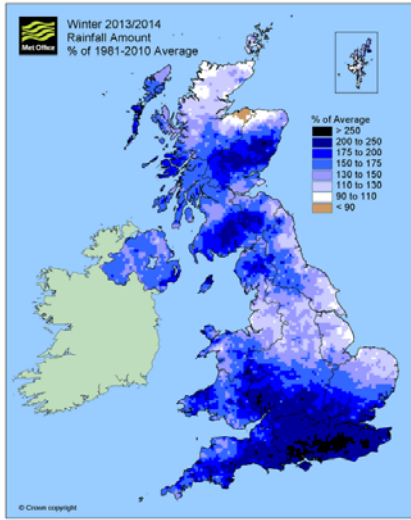 Met Office
Winter 2013/2014
Rainfall Amount
% of 1981-2010 Average
% of Average
> 250
200 to 250
175 to 200
150 to 175
130 to 150
110 to 130
90 to 110
< 90
© Crown copyright